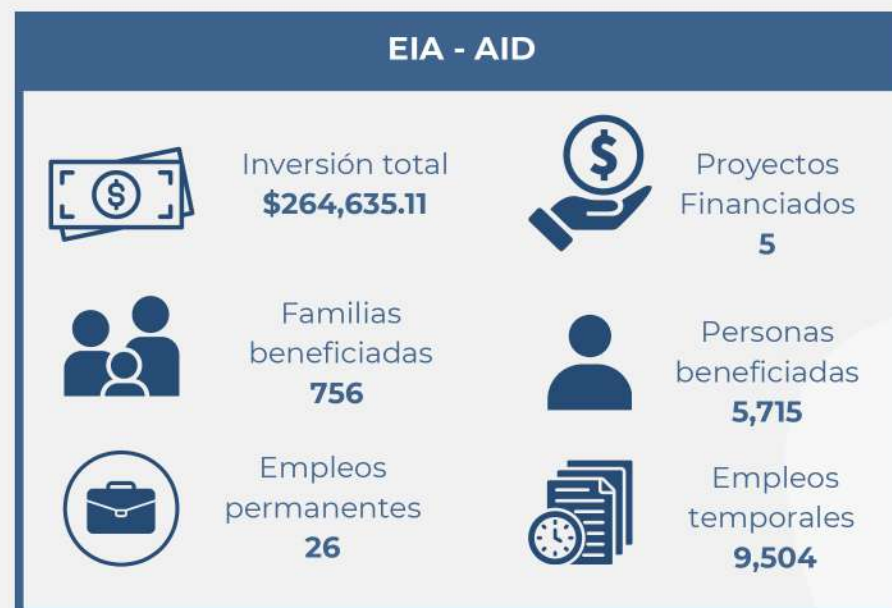 EIA - AID
Inversión total
$264,635.11
Proyectos
Financiados
5
Familias
beneficiadas
756
Personas
beneficiadas
5,715
Empleos
permanentes
26
Empleos
temporales
9,504